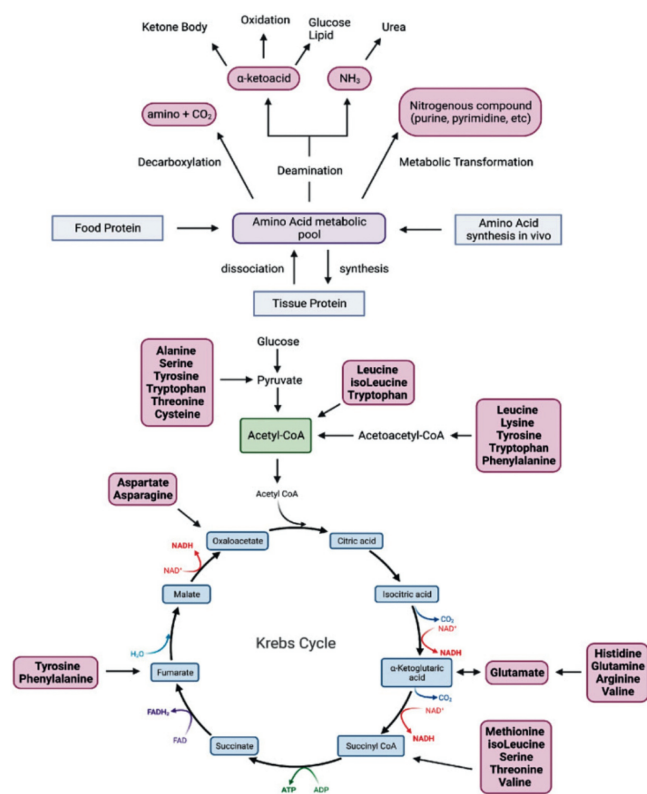 Ketone Body
Oxidation
Glucose
Lipid
Urea
α-ketoacid
NH₃
amino + CO₂
Nitrogenous compound
(purine, pyrimidine, etc)
Decarboxylation
Deamination
Metabolic Transformation
Food Protein
Amino Acid metabolic
pool
Amino Acid
synthesis in vivo
dissociation
synthesis
Tissue Protein
Glucose
Alanine
Serine
Tyrosine
Tryptophan
Threonine
Cysteine
Pyruvate
Leucine
isoLeucine
Tryptophan
Acetyl-CoA
Acetoacetyl-CoA
Leucine
Lysine
Tyrosine
Tryptophan
Phenylalanine
Acetyl CoA
Aspartate
Asparagine
Oxaloacetate
Citric acid
NADH
NAD⁺
Malate
Isocitric acid
CO₂
NAD⁺
NADH
H₂O
Krebs Cycle
Tyrosine
Phenylalanine
Fumarate
α-Ketoglutaric
acid
Glutamate
Histidine
Glutamine
Arginine
Valine
CO₂
NAD⁺
NADH
FADH₂
FAD
Succinate
Succinyl CoA
Methionine
isoLeucine
Serine
Threonine
Valine
ATP
ADP